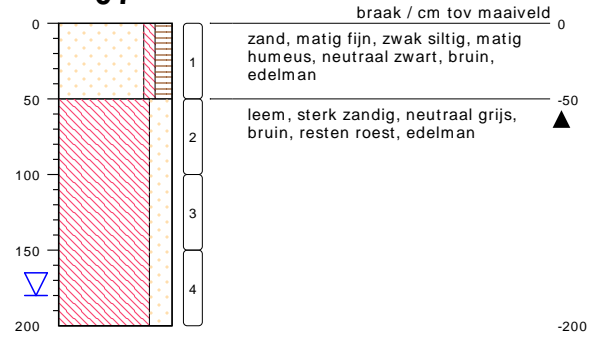 braak / cm tov maaiveld
0
0
zand, matig fijn, zwak siltig, matig
humeus, neutraal zwart, bruin,
edelman
1
50
-50
leem, sterk zandig, neutraal grijs,
bruin, resten roest, edelman
2
100
3
150
4
200
-200